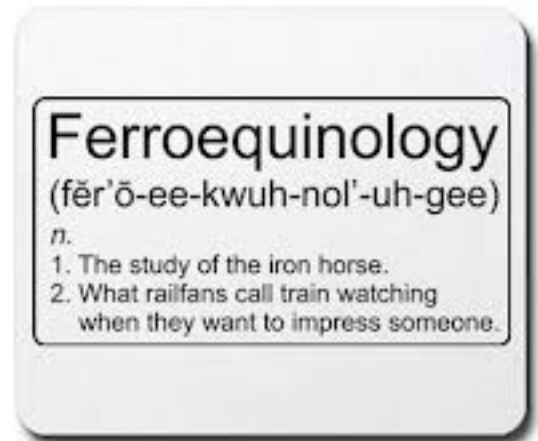 Ferroequinology
(fĕr'ō-ee-kwuh-nol'-uh-gee)
n.
1. The study of the iron horse.
2. What railfans call train watching
when they want to impress someone.